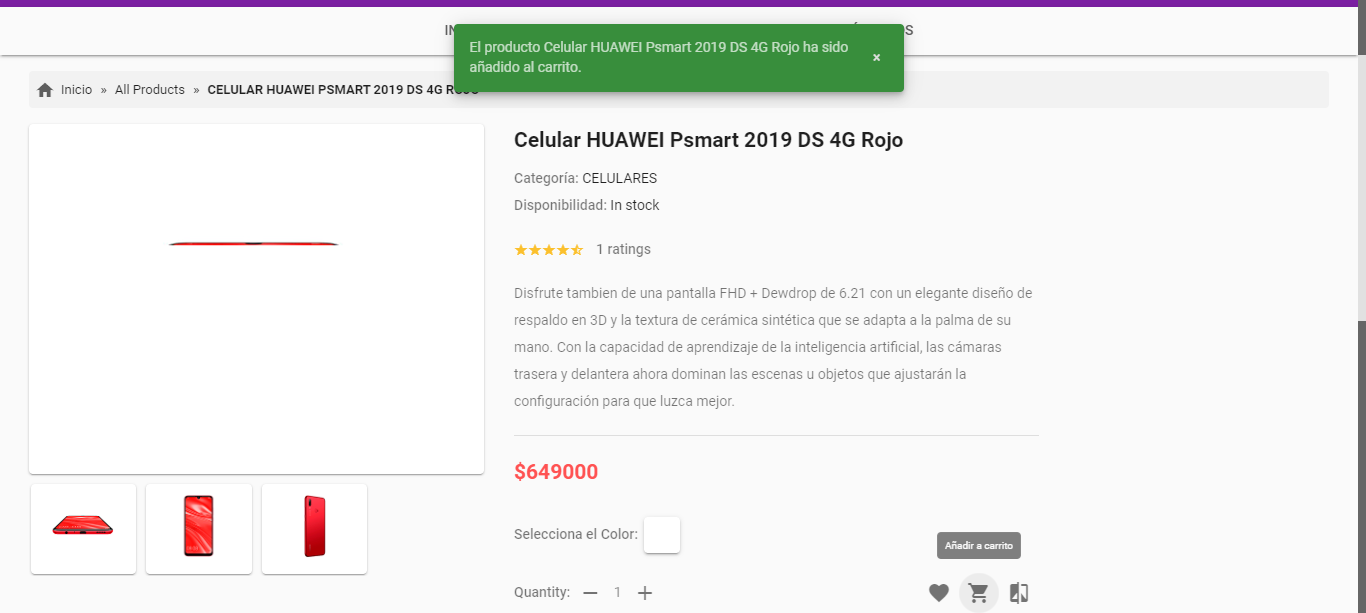 El producto Celular HUAWEI Psmart 2019 DS 4G Rojo ha sido
añadido al carrito.
×
Inicio » All Products » CELULAR HUAWEI PSMART 2019 DS 4G ROJO
Celular HUAWEI Psmart 2019 DS 4G Rojo
Categoría: CELULARES
Disponibilidad: In stock
1 ratings
Disfrute tambien de una pantalla FHD + Dewdrop de 6.21 con un elegante diseño de
respaldo en 3D y la textura de cerámica sintética que se adapta a la palma de su
mano. Con la capacidad de aprendizaje de la inteligencia artificial, las cámaras
trasera y delantera ahora dominan las escenas u objetos que ajustarán la
configuración para que luzca mejor.
$649000
Selecciona el Color:
Añadir a carrito
Quantity: — 1 +